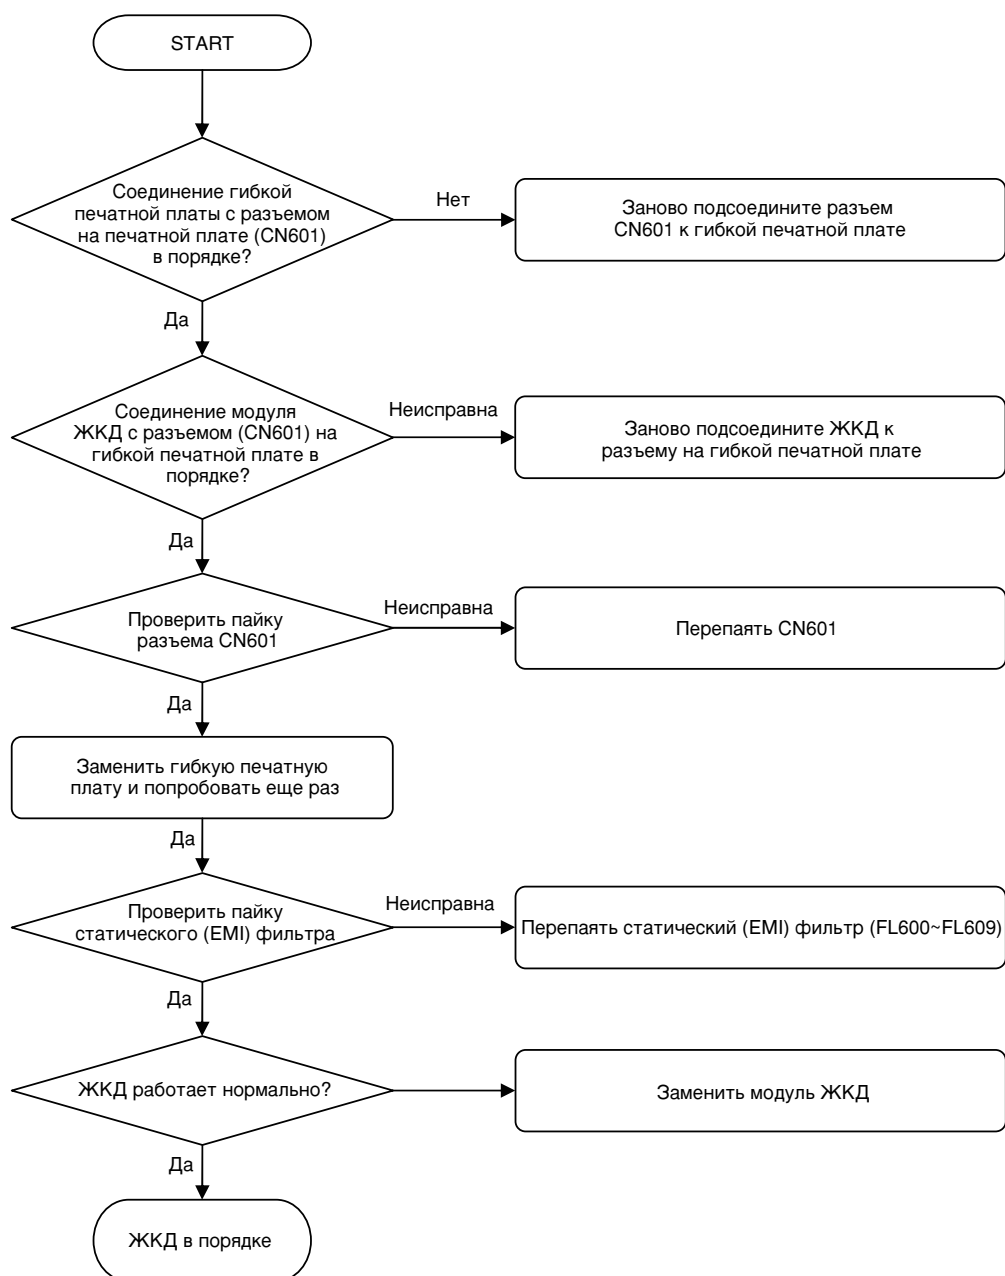 START
Соединение гибкой
печатной платы с разъемом
на печатной плате (CN601)
в порядке?
Нет
Заново подсоедините разъем
CN601 к гибкой печатной плате
Да
Соединение модуля
ЖКД с разъемом (CN601) на
гибкой печатной плате в
порядке?
Неисправна
Заново подсоедините ЖКД к
разъему на гибкой печатной плате
Да
Проверить пайку
разъема CN601
Неисправна
Перепаять CN601
Да
Заменить гибкую печатную
плату и попробовать еще раз
Да
Проверить пайку
статического (EMI) фильтра
Неисправна
Перепаять статический (EMI) фильтр (FL600~FL609)
Да
ЖКД работает нормально?
Заменить модуль ЖКД
Да
ЖКД в порядке